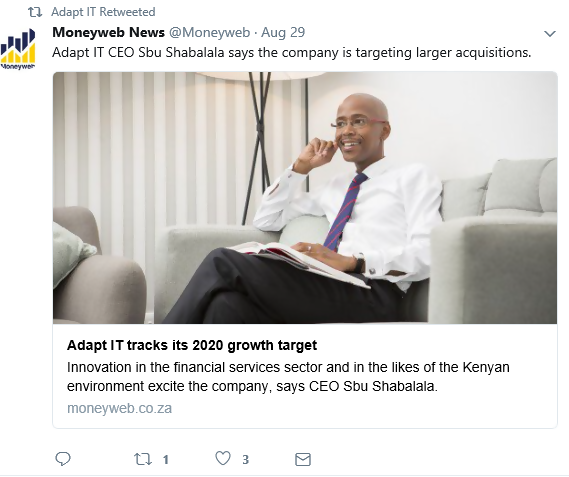 Adapt IT Retweeted
Moneyweb News @Moneyweb · Aug 29
Moneyweb
Adapt IT CEO Sbu Shabalala says the company is targeting larger acquisitions.
Adapt IT tracks its 2020 growth target
Innovation in the financial services sector and in the likes of the Kenyan
environment excite the company, says CEO Sbu Shabalala.
moneyweb.co.za
1 3